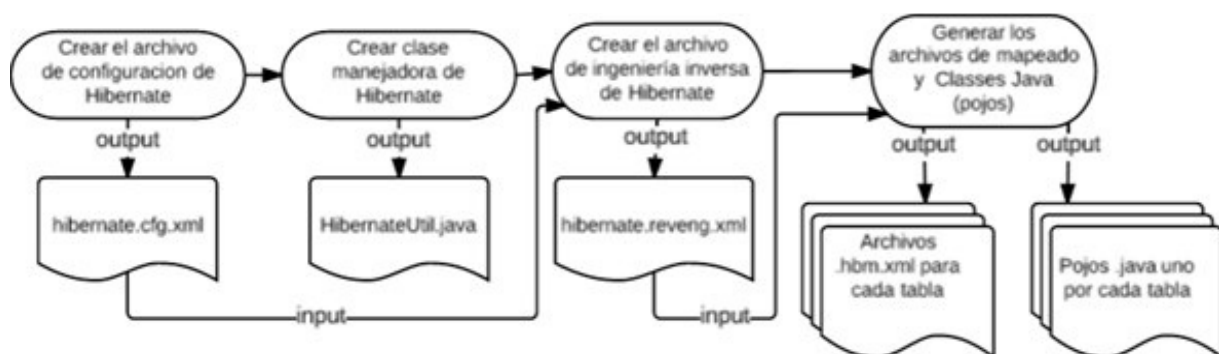 Crear el archivo
de configuracion de
Hibernate
Crear clase
manejadora de
Hibernate
Crear el archivo
de ingeniería inversa
de Hibernate
Generar los
archivos de mapeado
y Classes Java
(pojos)
output
output
output
output
output
hibernate.cfg.xml
HibernateUtil.java
hibernate.reveng.xml
Archivos
.hbm.xml para
cada tabla
Pojos .java uno
por cada tabla
input
input